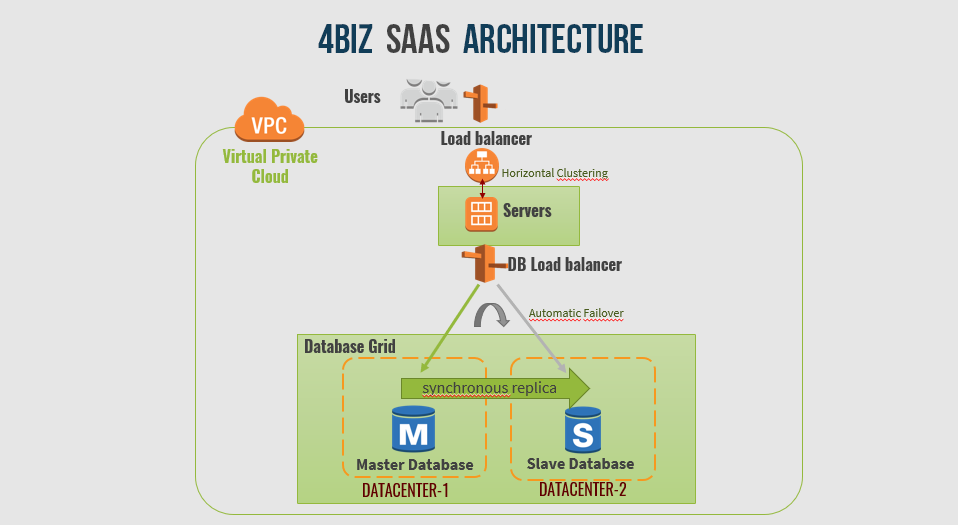 4BIZ SAAS ARCHITECTURE
Users
VPC
Virtual Private
Cloud
Load balancer
Horizontal Clustering
Servers
DB Load balancer
Automatic Failover
Database Grid
synchronous replica
M
S
Master Database
Slave Database
DATACENTER-1
DATACENTER-2